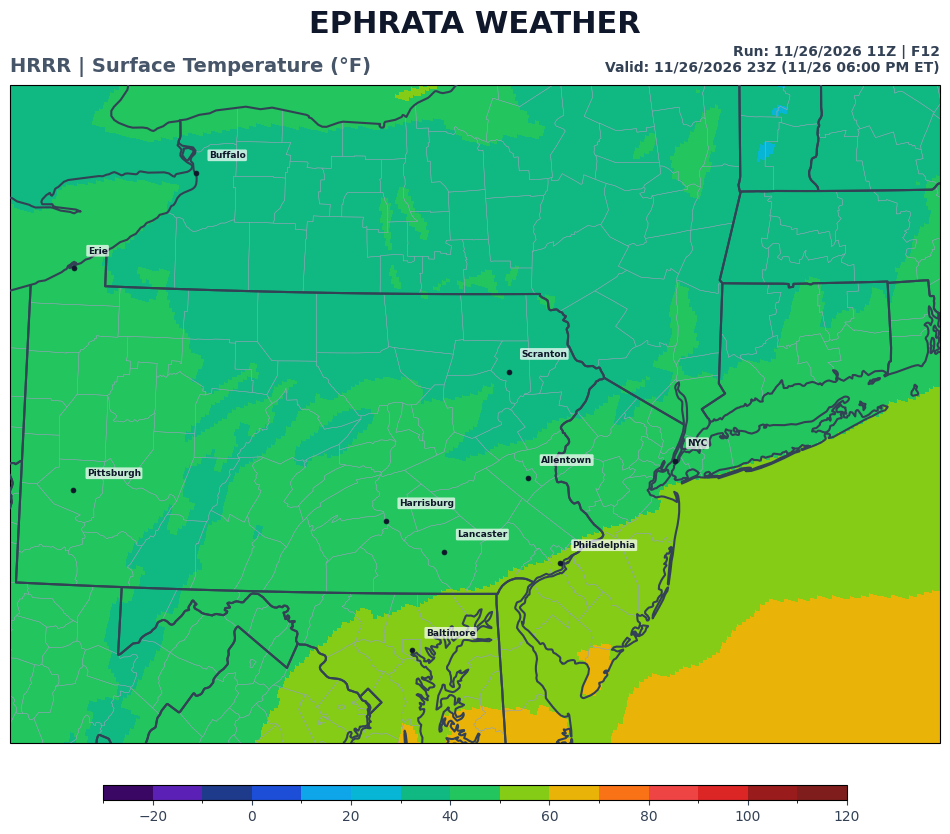 EPHRATA WEATHER
HRRR | Surface Temperature (°F)
Run: 11/26/2026 11Z | F12
Valid: 11/26/2026 23Z (11/26 06:00 PM ET)
Buffalo
Erie
Scranton
NYC
Allentown
Pittsburgh
Harrisburg
Lancaster
Philadelphia
Baltimore
−20 0 20 40 60 80 100 120